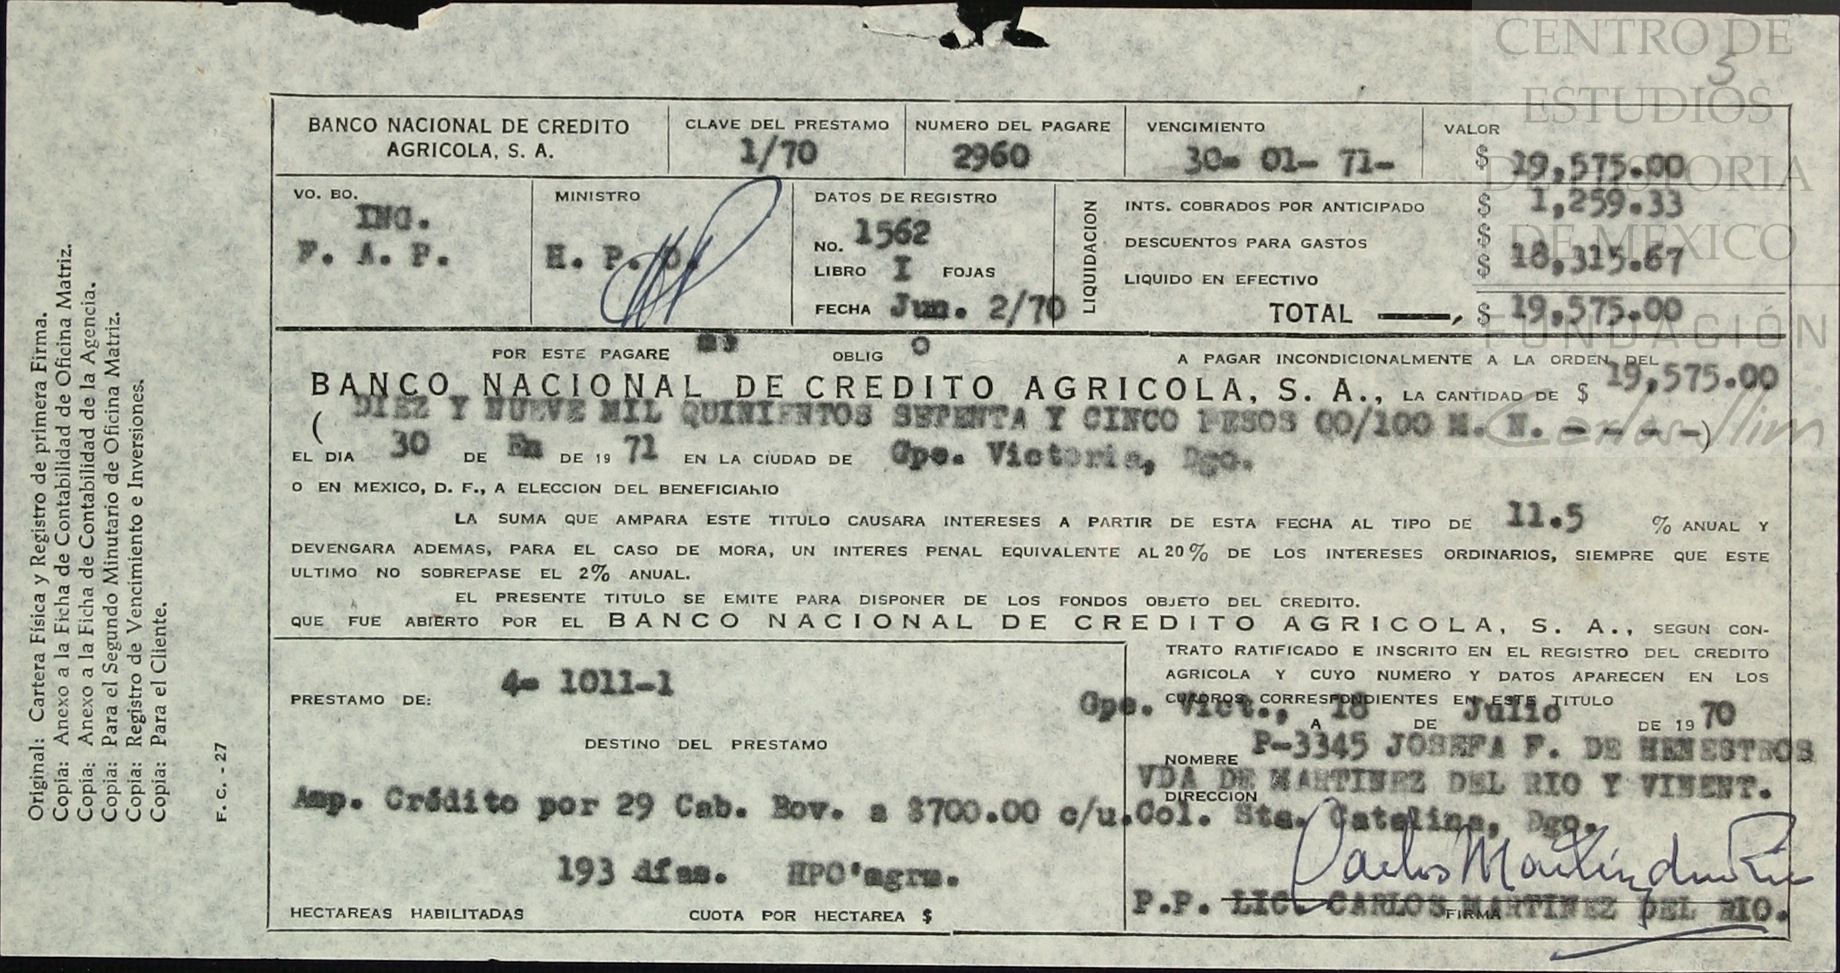 CENTRO DE
ESTUDIOS
DE HISTORIA
DE MEXICO
FUNDACIÓN
Carlos Slim
5
BANCO NACIONAL DE CREDITO
AGRICOLA, S. A.
CLAVE DEL PRESTAMO
1/70
NUMERO DEL PAGARE
2960
VENCIMIENTO
30- 01- 71-
VALOR
$ 19,575.00
VO. BO.
ING.
F. A. P.
MINISTRO
H. P. O.
DATOS DE REGISTRO
NO. 1562
LIBRO I FOJAS
FECHA Jun. 2/70
LIQUIDACION
INTS. COBRADOS POR ANTICIPADO $ 1,259.33
DESCUENTOS PARA GASTOS $
LIQUIDO EN EFECTIVO $ 18,315.67
TOTAL ——, $ 19,575.00
POR ESTE PAGARE me OBLIG O A PAGAR INCONDICIONALMENTE A LA ORDEN DEL
BANCO NACIONAL DE CREDITO AGRICOLA, S. A., LA CANTIDAD DE $ 19,575.00
( DIEZ Y NUEVE MIL QUINIENTOS SETENTA Y CINCO PESOS 00/100 M. N. - - - -)
EL DIA 30 DE En DE 19 71 EN LA CIUDAD DE Gpe. Victoria, Dgo.
O EN MEXICO, D. F., A ELECCION DEL BENEFICIARIO
LA SUMA QUE AMPARA ESTE TITULO CAUSARA INTERESES A PARTIR DE ESTA FECHA AL TIPO DE 11.5 % ANUAL Y
DEVENGARA ADEMAS, PARA EL CASO DE MORA, UN INTERES PENAL EQUIVALENTE AL 20% DE LOS INTERESES ORDINARIOS, SIEMPRE QUE ESTE
ULTIMO NO SOBREPASE EL 2% ANUAL.
EL PRESENTE TITULO SE EMITE PARA DISPONER DE LOS FONDOS OBJETO DEL CREDITO.
QUE FUE ABIERTO POR EL BANCO NACIONAL DE CREDITO AGRICOLA, S. A., SEGUN CON-
TRATO RATIFICADO E INSCRITO EN EL REGISTRO DEL CREDITO
AGRICOLA Y CUYO NUMERO Y DATOS APARECEN EN LOS
CUADROS CORRESPONDIENTES EN ESTE TITULO
PRESTAMO DE: 4- 1011-1
DESTINO DEL PRESTAMO
Amp. Crédito por 29 Cab. Bov. a $700.00 c/u.
193 días. HPO'agrm.
HECTAREAS HABILITADAS CUOTA POR HECTAREA $
Gpe. Vict., A 18 DE Julio DE 19 70
NOMBRE P-3345 JOSEFA F. DE HENESTROS
VDA DE MARTINEZ DEL RIO Y VINENT.
DIRECCION
Col. Sta. Catalina, Dgo.
Carlos Martínez del Río
P.P. LIC. CARLOS MARTINEZ DEL RIO.
FIRMA
Original: Cartera Física y Registro de primera Firma.
Copia: Anexo a la Ficha de Contabilidad de Oficina Matriz.
Copia: Anexo a la Ficha de Contabilidad de la Agencia.
Copia: Para el Segundo Minutario de Oficina Matriz.
Copia: Registro de Vencimiento e Inversiones.
Copia: Para el Cliente.
F. C. - 27